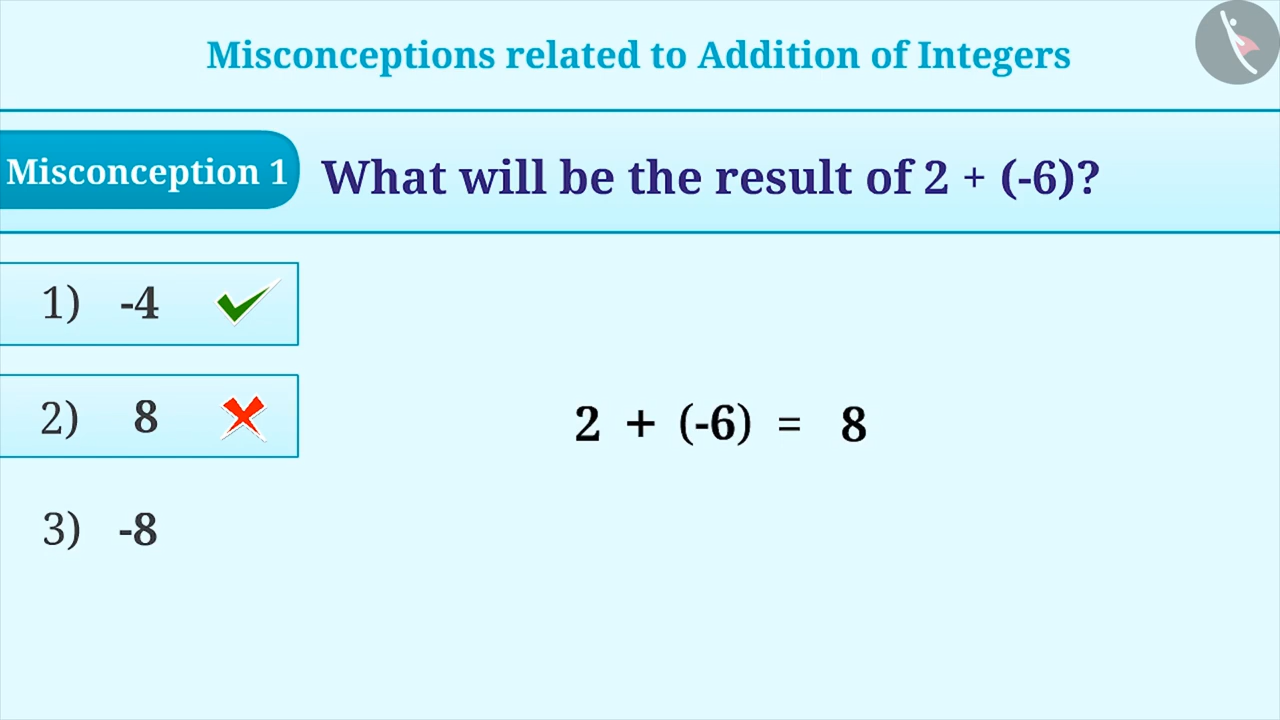 Misconceptions related to Addition of Integers
Misconception 1
What will be the result of 2 + (-6)?
1) -4
2) 8
2 + (-6) = 8
3) -8